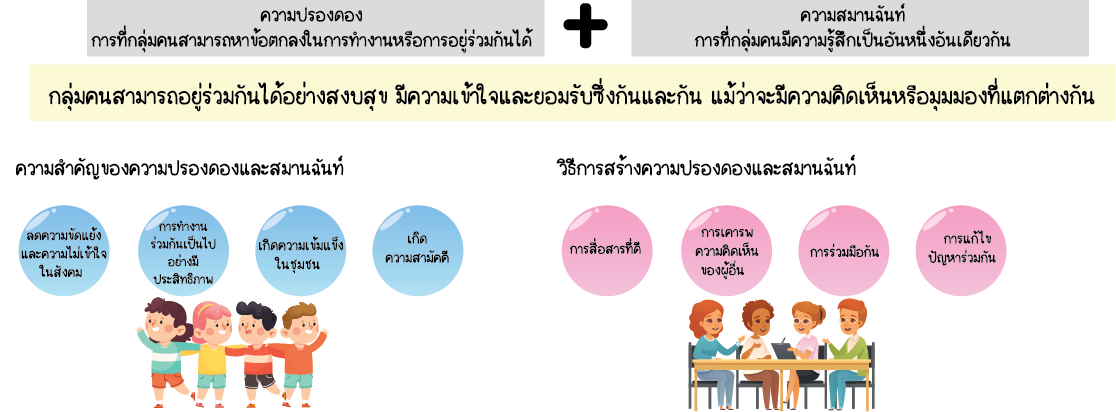 ความปรองดอง
การที่กลุ่มคนสามารถหาข้อตกลงในการทำงานหรือการอยู่ร่วมกันได้
ความสมานฉันท์
การที่กลุ่มคนมีความรู้สึกเป็นอันหนึ่งอันเดียวกัน
กลุ่มคนสามารถอยู่ร่วมกันได้อย่างสงบสุข มีความเข้าใจและยอมรับซึ่งกันและกัน แม้ว่าจะมีความคิดเห็นหรือมุมมองที่แตกต่างกัน
ความสำคัญของความปรองดองและสมานฉันท์
ลดความขัดแย้ง
และความไม่เข้าใจ
ในสังคม
การทำงาน
ร่วมกันเป็นไป
อย่างมี
ประสิทธิภาพ
เกิดความเข้มแข็ง
ในชุมชน
เกิด
ความสามัคคี
วิธีการสร้างความปรองดองและสมานฉันท์
การสื่อสารที่ดี
การเคารพ
ความคิดเห็น
ของผู้อื่น
การร่วมมือกัน
การแก้ไข
ปัญหาร่วมกัน